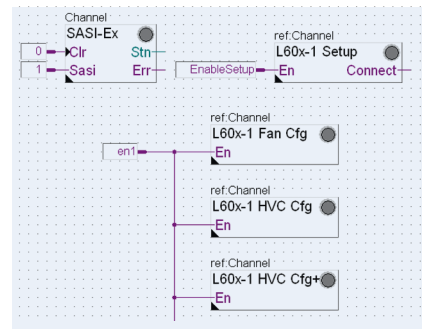 Channel
SASI-Ex
0 Clr Stn
1 Sasi Err
ref:Channel
L60x-1 Setup
EnableSetup En Connect
ref:Channel
L60x-1 Fan Cfg
en1 En
ref:Channel
L60x-1 HVC Cfg
En
ref:Channel
L60x-1 HVC Cfg+
En